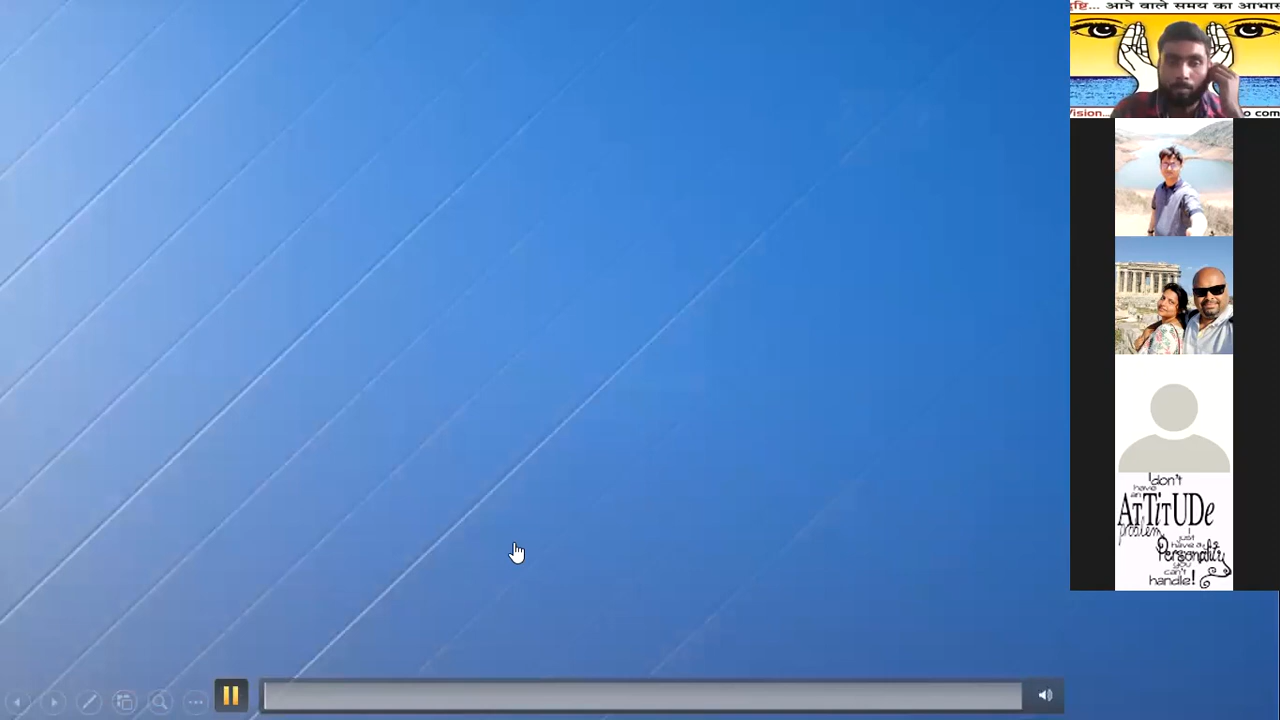 दृष्टि... आने वाले समय का आभास
Vision... o com
I don't
have
an
ATTiTUDe
problem
I
just
have a
Personality
you
can't
handle!